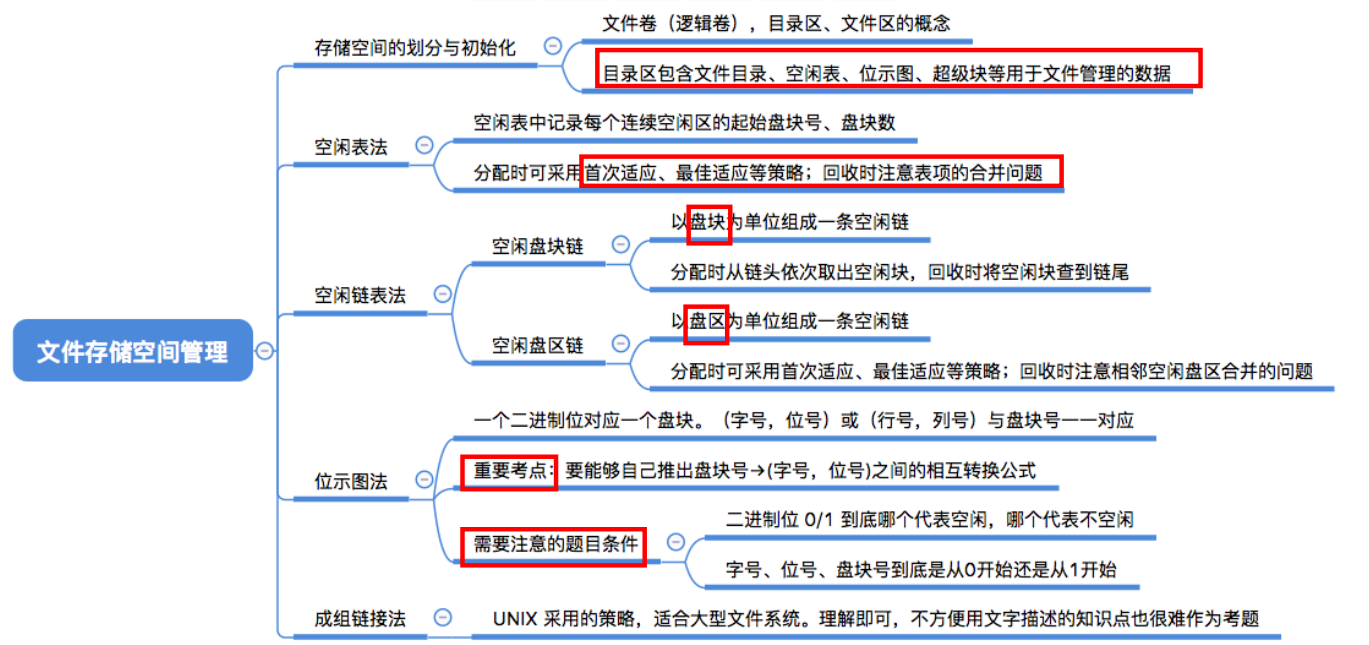 文件卷（逻辑卷），目录区、文件区的概念
存储空间的划分与初始化
目录区包含文件目录、空闲表、位示图、超级块等用于文件管理的数据
空闲表中记录每个连续空闲区的起始盘块号、盘块数
空闲表法
分配时可采用首次适应、最佳适应等策略；回收时注意表项的合并问题
以盘块为单位组成一条空闲链
空闲盘块链
分配时从链头依次取出空闲块，回收时将空闲块查到链尾
空闲链表法
以盘区为单位组成一条空闲链
空闲盘区链
分配时可采用首次适应、最佳适应等策略；回收时注意相邻空闲盘区合并的问题
文件存储空间管理
一个二进制位对应一个盘块。（字号，位号）或（行号，列号）与盘块号一一对应
位示图法
重要考点：要能够自己推出盘块号→(字号，位号)之间的相互转换公式
二进制位 0/1 到底哪个代表空闲，哪个代表不空闲
需要注意的题目条件
字号、位号、盘块号到底是从0开始还是从1开始
成组链接法
UNIX 采用的策略，适合大型文件系统。理解即可，不方便用文字描述的知识点也很难作为考题